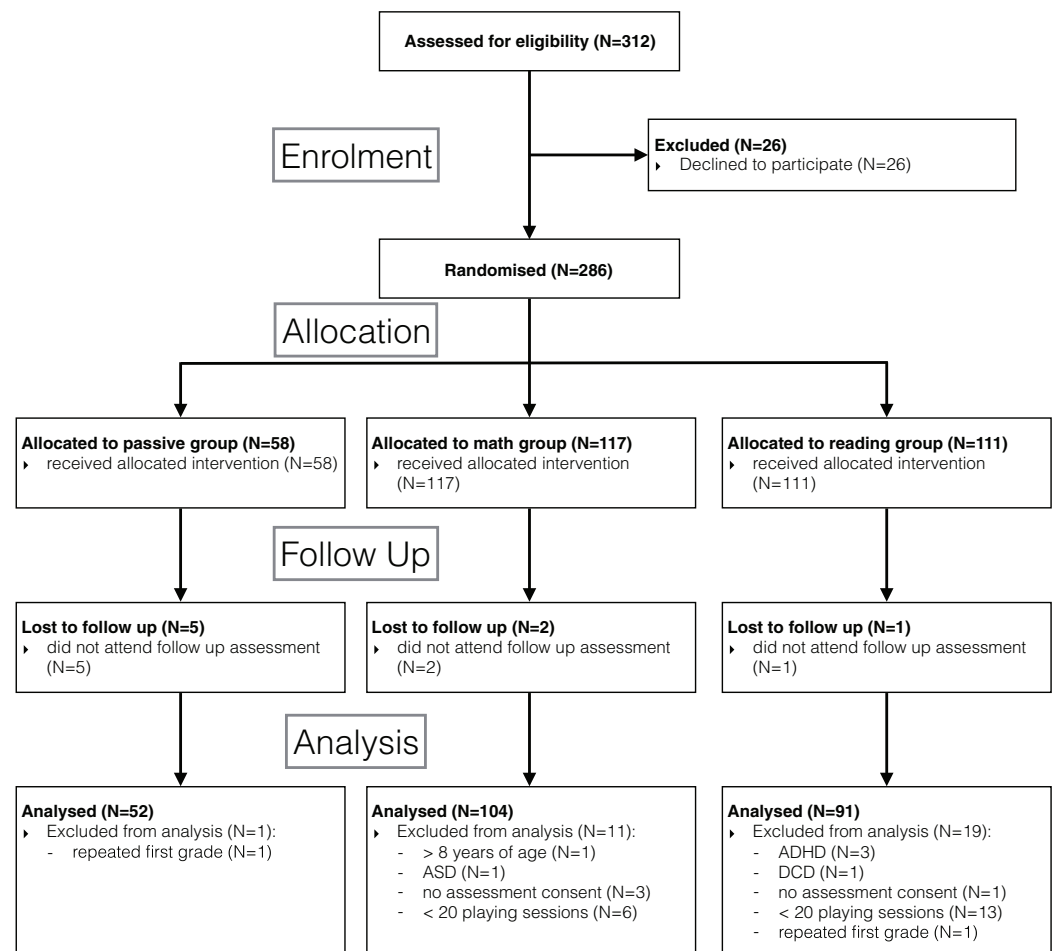 Assessed for eligibility (N=312)
Enrolment
Excluded (N=26)
‣ Declined to participate (N=26)
Randomised (N=286)
Allocation
Allocated to passive group (N=58)
‣ received allocated intervention (N=58)
Allocated to math group (N=117)
‣ received allocated intervention
(N=117)
Allocated to reading group (N=111)
‣ received allocated intervention
(N=111)
Follow Up
Lost to follow up (N=5)
‣ did not attend follow up assessment
(N=5)
Lost to follow up (N=2)
‣ did not attend follow up assessment
(N=2)
Lost to follow up (N=1)
‣ did not attend follow up assessment
(N=1)
Analysis
Analysed (N=52)
‣ Excluded from analysis (N=1):
- repeated first grade (N=1)
Analysed (N=104)
‣ Excluded from analysis (N=11):
- > 8 years of age (N=1)
- ASD (N=1)
- no assessment consent (N=3)
- < 20 playing sessions (N=6)
Analysed (N=91)
‣ Excluded from analysis (N=19):
- ADHD (N=3)
- DCD (N=1)
- no assessment consent (N=1)
- < 20 playing sessions (N=13)
- repeated first grade (N=1)